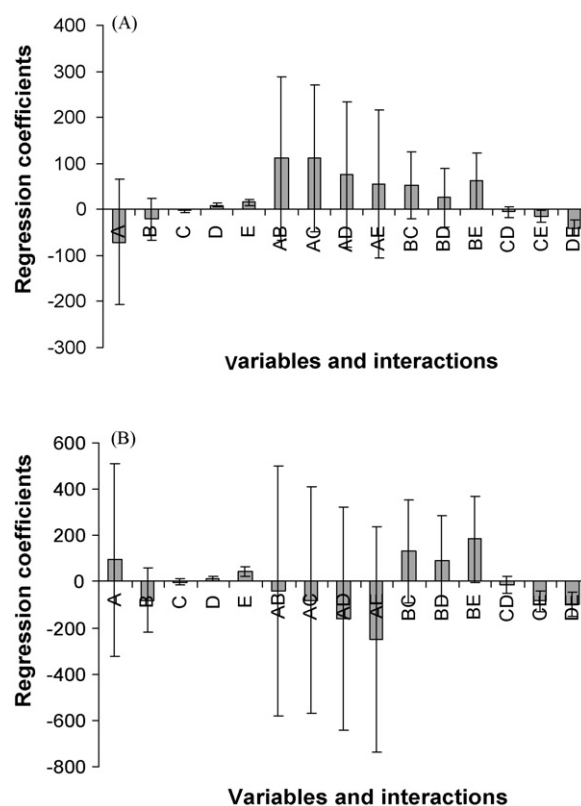 (A)
Regression coefficients
400
300
200
100
0
-100
-200
-300
A B C D E AB AC AD AE BC BD BE CD CE DE
Variables and interactions
(B)
Regression coefficients
600
400
200
0
-200
-400
-600
-800
A B C D E AB AC AD AE BC BD BE CD CE DE
Variables and interactions